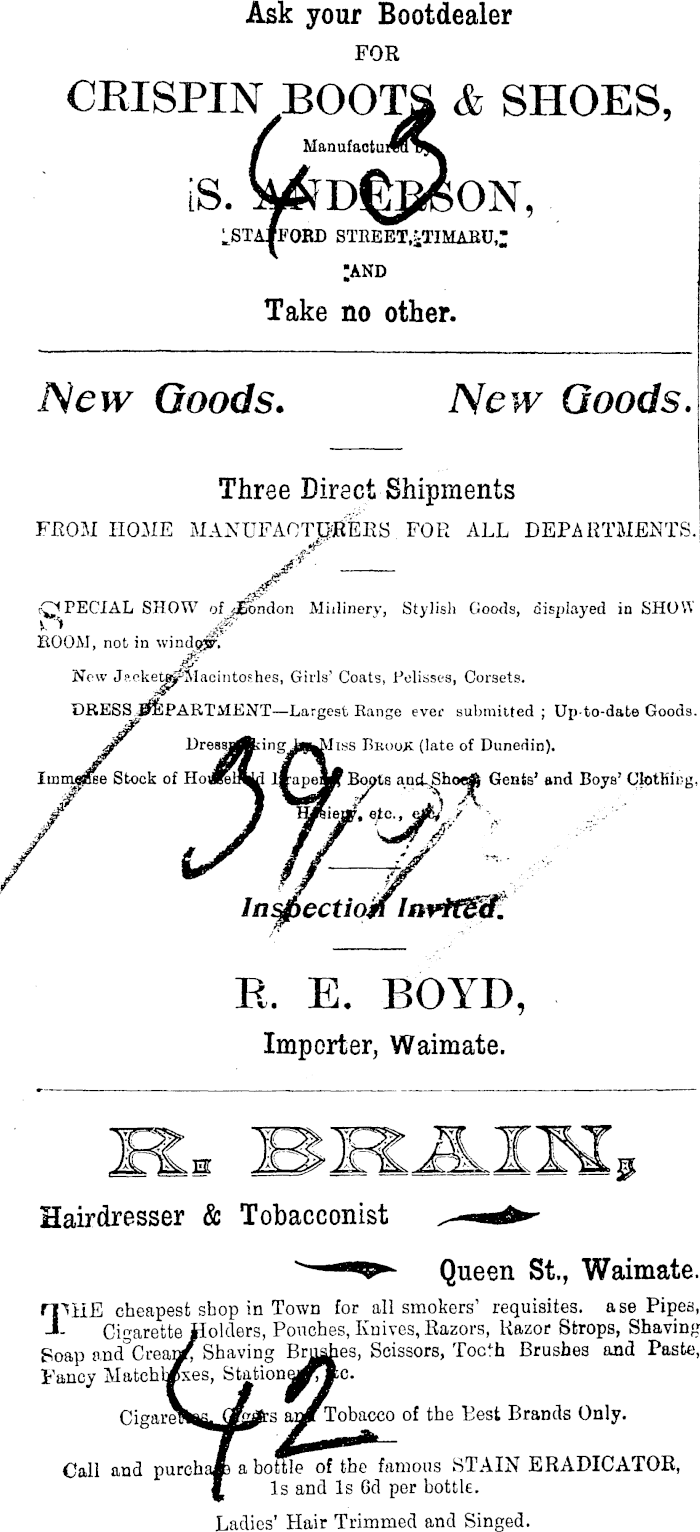 Ask your Bootdealer
FOR
CRISPIN BOOTS & SHOES,
Manufactured by
S. ANDERSON,
STAFFORD STREET, TIMARU,
AND
Take no other.
43
New Goods. New Goods.
Three Direct Shipments
FROM HOME MANUFACTURERS FOR ALL DEPARTMENTS.
SPECIAL SHOW of London Millinery, Stylish Goods, displayed in SHOW
ROOM, not in window.
New Jackets, Macintoshes, Girls' Coats, Pelisses, Corsets.
DRESS DEPARTMENT—Largest Range ever submitted ; Up-to-date Goods.
Dressmaking by MISS BROOK (late of Dunedin).
Immense Stock of Household Drapery, Boots and Shoes, Gents' and Boys' Clothing,
Hosiery, etc., etc.
39
Inspection Invited.
R. E. BOYD,
Importer, Waimate.
R. BRAIN,
Hairdresser & Tobacconist
Queen St., Waimate.
THE cheapest shop in Town for all smokers' requisites. ase Pipes,
Cigarette Holders, Pouches, Knives, Razors, Razor Strops, Shaving
Soap and Cream, Shaving Brushes, Scissors, Tooth Brushes and Paste,
Fancy Matchboxes, Stationery, etc.
Cigarettes, Cigars and Tobacco of the Best Brands Only.
42
Call and purchase a bottle of the famous STAIN ERADICATOR,
1s and 1s 6d per bottle.
Ladies' Hair Trimmed and Singed.